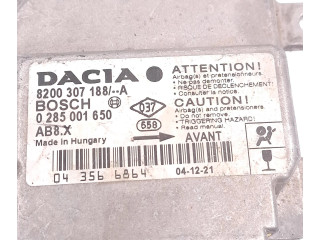 DACIA
8200 307 188/--A
BOSCH
0 285 001 650
AB8.X
Made in Hungary
04 356 6864
D37
558
ATTENTION!
Airbag(s) et pretensionneurs
- Ne pas demonter.
- RISQUE DE DECLENCHEMENT!
- Consulter la notice.
CAUTION!
Airbag(s) and pretensioners
- Do not remove.
- TRIGGERING HAZARD!
- Read manual.
AVANT
04-12-21